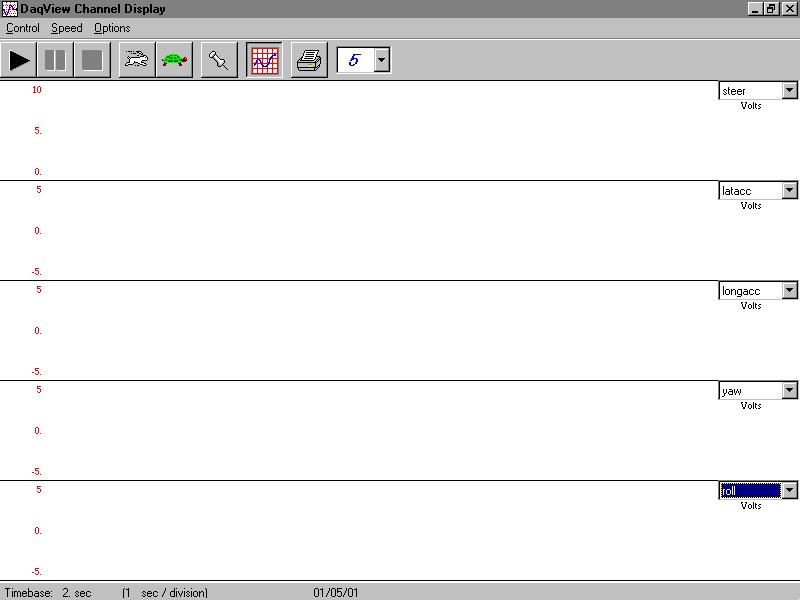 DaqView Channel Display
Control Speed Options
5
10
5.
0.
steer
Volts
5
0.
-5.
latacc
Volts
5
0.
-5.
longacc
Volts
5
0.
-5.
yaw
Volts
5
0.
-5.
roll
Volts
Timebase: 2. sec (1 sec / division) 01/05/01